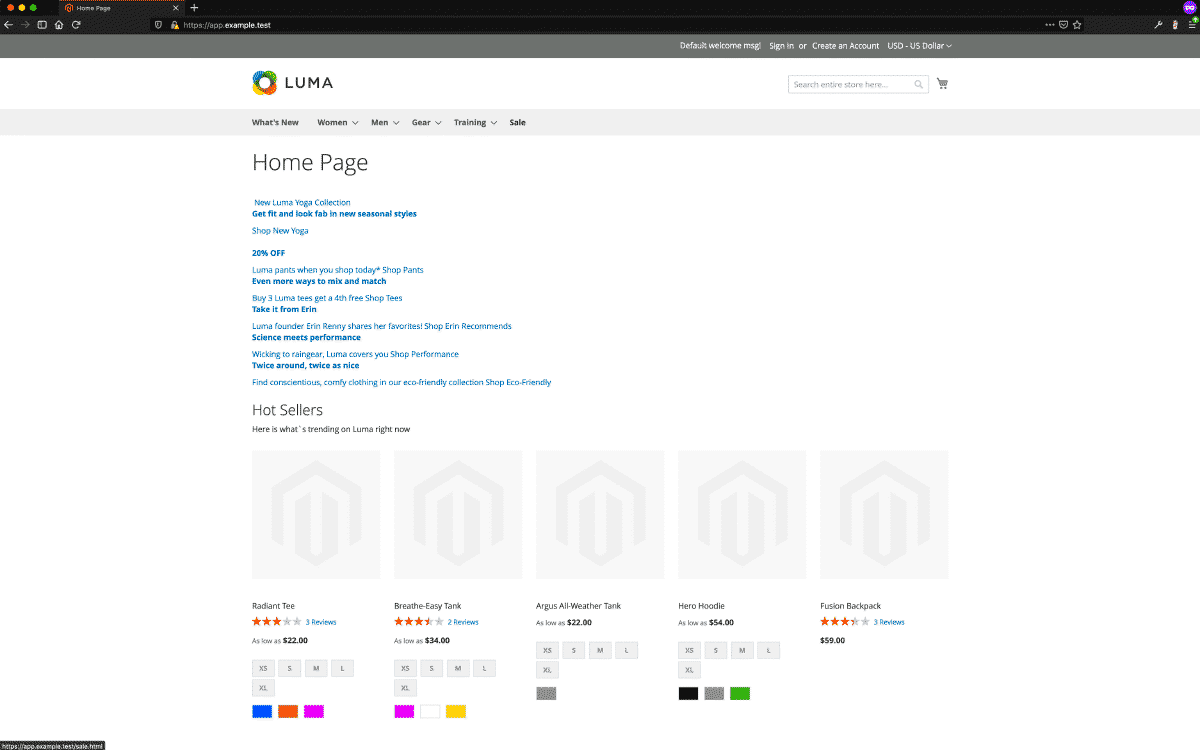 Home Page
https://app.example.test
Default welcome msg! Sign In or Create an Account USD - US Dollar
LUMA
Search entire store here...
What's New Women Men Gear Training Sale
Home Page
New Luma Yoga Collection
Get fit and look fab in new seasonal styles
Shop New Yoga
20% OFF
Luma pants when you shop today* Shop Pants
Even more ways to mix and match
Buy 3 Luma tees get a 4th free Shop Tees
Take it from Erin
Luma founder Erin Renny shares her favorites! Shop Erin Recommends
Science meets performance
Wicking to raingear, Luma covers you Shop Performance
Twice around, twice as nice
Find conscientious, comfy clothing in our eco-friendly collection Shop Eco-Friendly
Hot Sellers
Here is what`s trending on Luma right now
Radiant Tee
3 Reviews
As low as $22.00
XS S M L
XL
Breathe-Easy Tank
2 Reviews
As low as $34.00
XS S M L
XL
Argus All-Weather Tank
As low as $22.00
XS S M L
XL
Hero Hoodie
As low as $54.00
XS S M L
XL
Fusion Backpack
3 Reviews
$59.00
https://app.example.test/sale.html